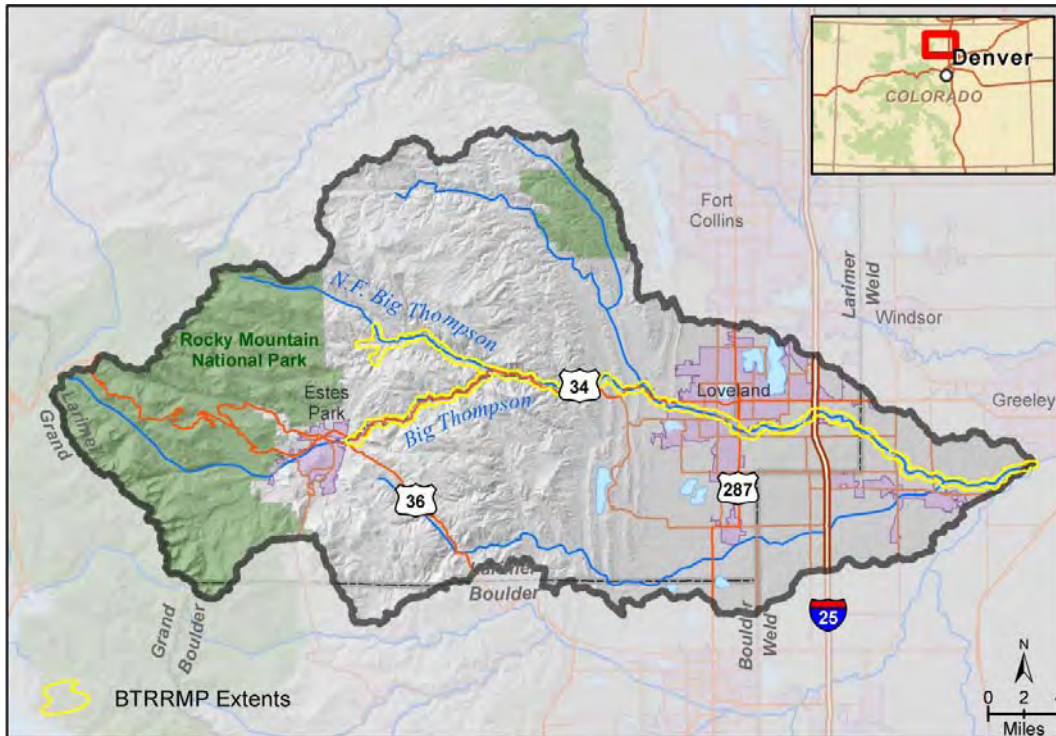 Denver
COLORADO
Fort
Collins
Larimer
Weld
Windsor
N.F. Big Thompson
Rocky Mountain
National Park
Estes
Park
34
Loveland
Greeley
Big Thompson
Larimer
Grand
36
287
Larimer
Boulder
Grand
Boulder
Boulder
Weld
25
N
BTRRMP Extents
0 2 4
Miles